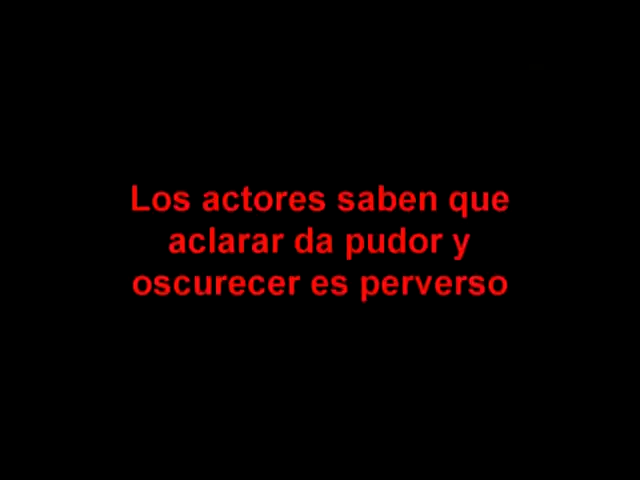 Los actores saben que
aclarar da pudor y
oscurecer es perverso